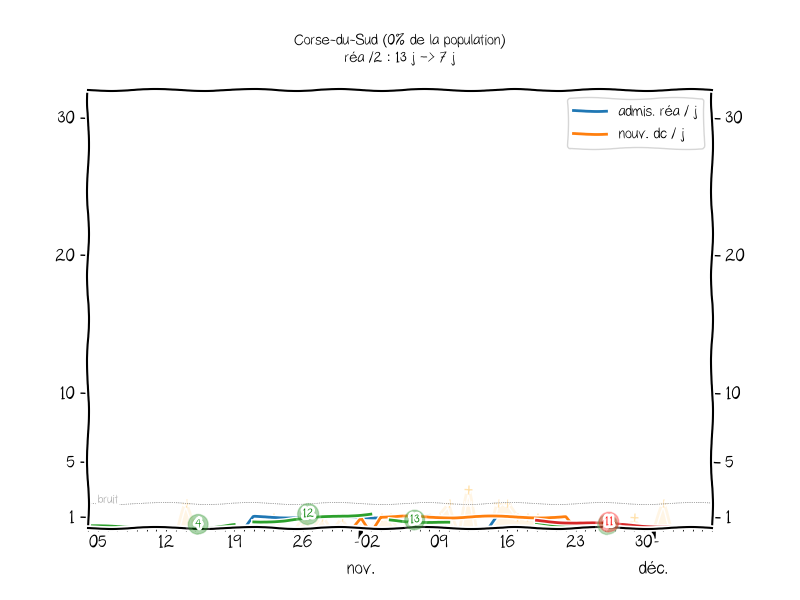 Corse-du-Sud (0% de la population)
réa /2 : 13 j -> 7 j
admis. réa / j
nouv. dc / j
30 30
20 20
10 10
5 5
bruit
1 1
4 12 13 11
05 12 19 26 02 09 16 23 30
nov. déc.